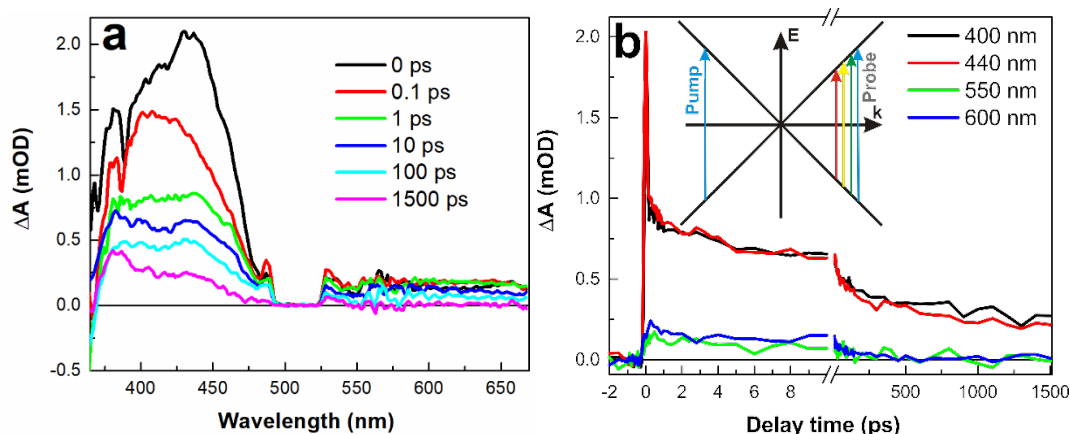 a
ΔA (mOD)
2.0
1.5
1.0
0.5
0.0
-0.5
0 ps
0.1 ps
1 ps
10 ps
100 ps
1500 ps
400 450 500 550 600 650
Wavelength (nm)
b
ΔA (mOD)
2.0
1.5
1.0
0.5
0.0
E
k
Pump
Probe
400 nm
440 nm
550 nm
600 nm
-2 0 2 4 6 8 500 1000 1500
Delay time (ps)